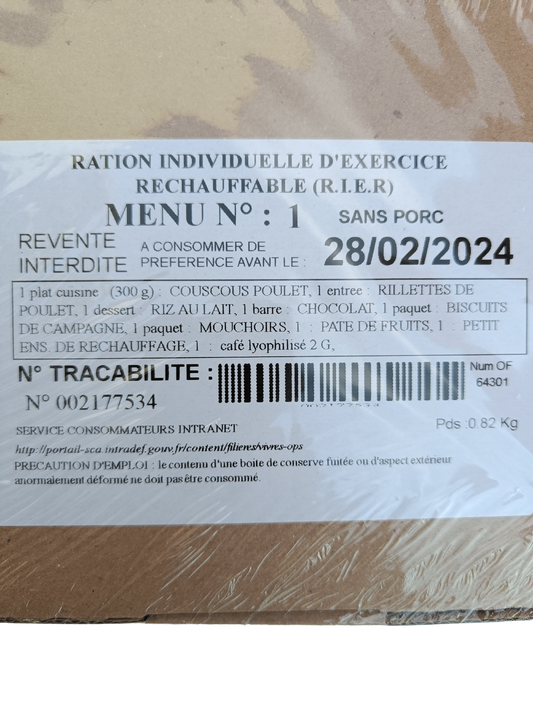 RATION INDIVIDUELLE D'EXERCICE
RECHAUFFABLE (R.I.E.R)
MENU N° : 1 SANS PORC
REVENTE INTERDITE
A CONSOMMER DE PREFERENCE AVANT LE : 28/02/2024
1 plat cuisine (300 g) : COUSCOUS POULET, 1 entree : RILLETTES DE
POULET, 1 dessert : RIZ AU LAIT, 1 barre : CHOCOLAT, 1 paquet : BISCUITS
DE CAMPAGNE, 1 paquet : MOUCHOIRS, 1 : PATE DE FRUITS, 1 : PETIT
ENS. DE RECHAUFFAGE, 1 : café lyophilisé 2 G,
N° TRACABILITE :
Num OF
64301
N° 002177534
002177534
Pds :0.82 Kg
SERVICE CONSOMMATEURS INTRANET
http://portail-sca.intradef.gouv.fr/content/filieres/vivres-ops
PRECAUTION D'EMPLOI : le contenu d'une boite de conserve fuitée ou d'aspect extérieur
anormalement déformé ne doit pas être consommé.